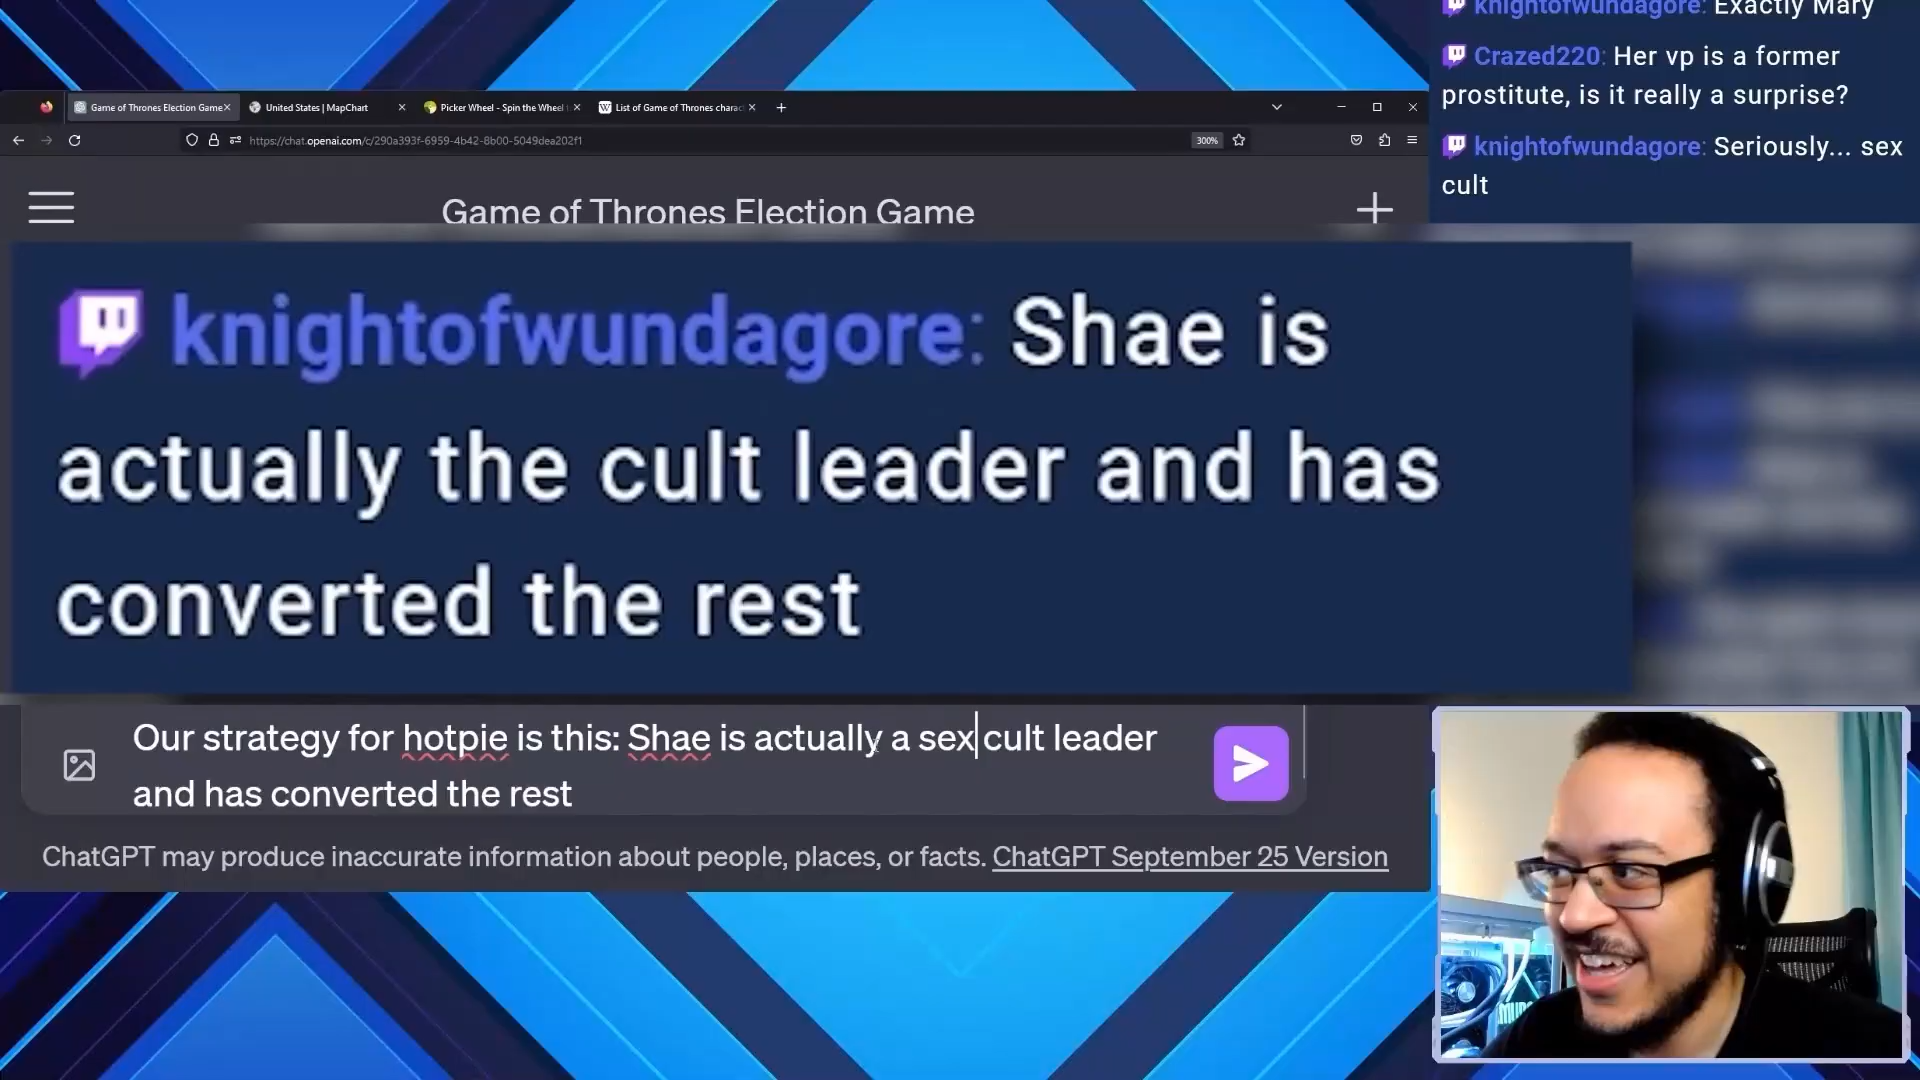 knightofwundagore: Exactly Mary
Crazed220: Her vp is a former
prostitute, is it really a surprise?
knightofwundagore: Seriously... sex
cult
Game of Thrones Election Game
United States | MapChart
Picker Wheel - Spin the Wheel
List of Game of Thrones charac
https://chat.openai.com/c/290a393f-6959-4b42-8b00-5049dea202f1
300%
Game of Thrones Election Game
knightofwundagore: Shae is
actually the cult leader and has
converted the rest
Our strategy for hotpie is this: Shae is actually a sex cult leader
and has converted the rest
ChatGPT may produce inaccurate information about people, places, or facts. ChatGPT September 25 Version